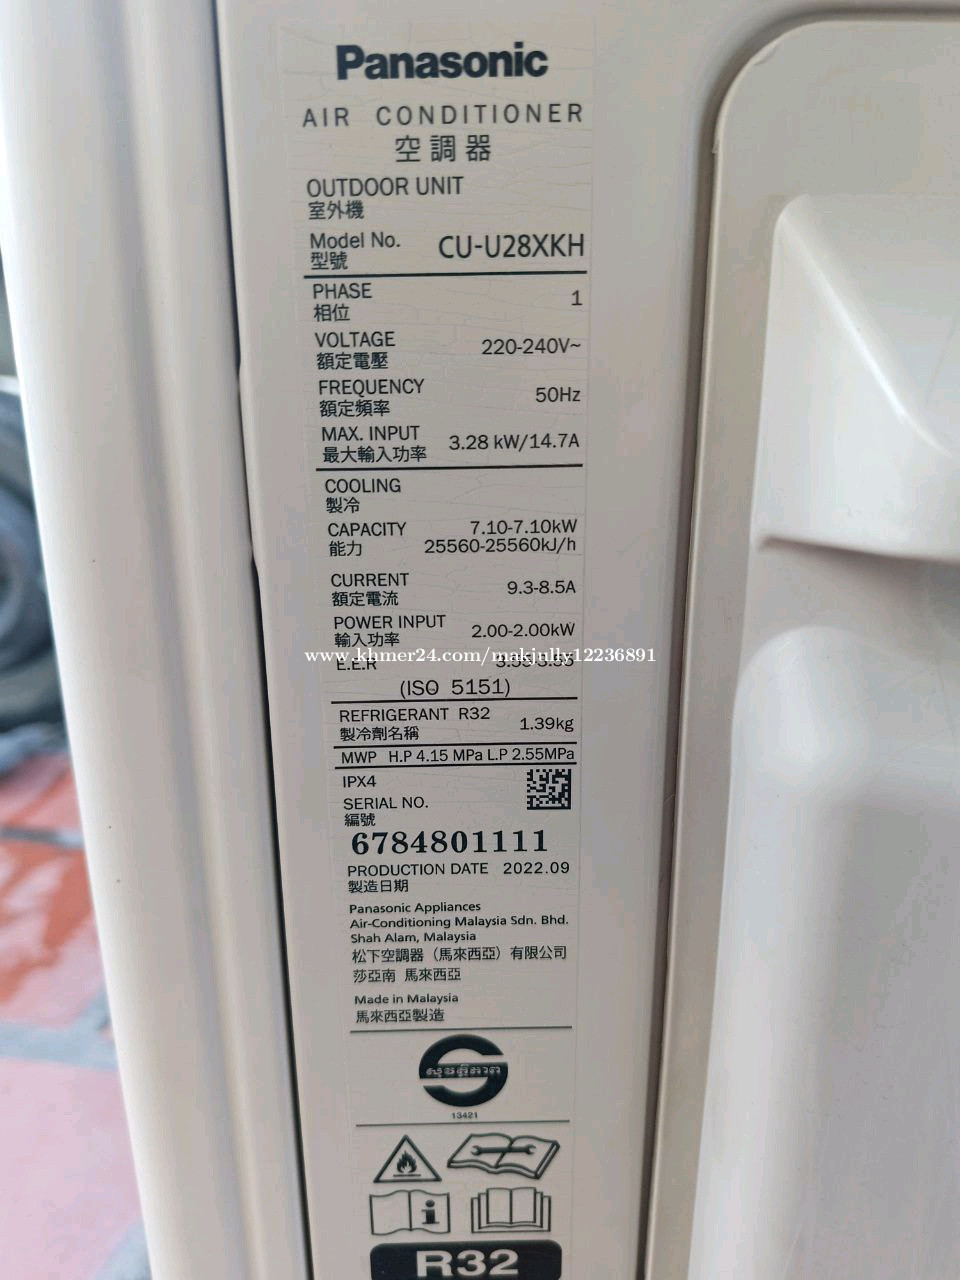 Panasonic
AIR CONDITIONER
空調器
OUTDOOR UNIT
室外機
Model No. CU-U28XKH
型號
PHASE 1
相位
VOLTAGE 220-240V~
額定電壓
FREQUENCY 50Hz
額定頻率
MAX. INPUT 3.28 kW/14.7A
最大輸入功率
COOLING
製冷
CAPACITY 7.10-7.10kW
能力 25560-25560kJ/h
CURRENT 9.3-8.5A
額定電流
POWER INPUT 2.00-2.00kW
輸入功率
www.khmer24.com/makjully12236891
E.E.R 3.55-3.55
(ISO 5151)
REFRIGERANT R32 1.39kg
製冷劑名稱
MWP H.P 4.15 MPa L.P 2.55MPa
IPX4
SERIAL NO.
編號
6784801111
PRODUCTION DATE 2022.09
製造日期
Panasonic Appliances
Air-Conditioning Malaysia Sdn. Bhd.
Shah Alam, Malaysia
松下空調器（馬來西亞）有限公司
莎亞南 馬來西亞
Made in Malaysia
馬來西亞製造
13421
i
R32